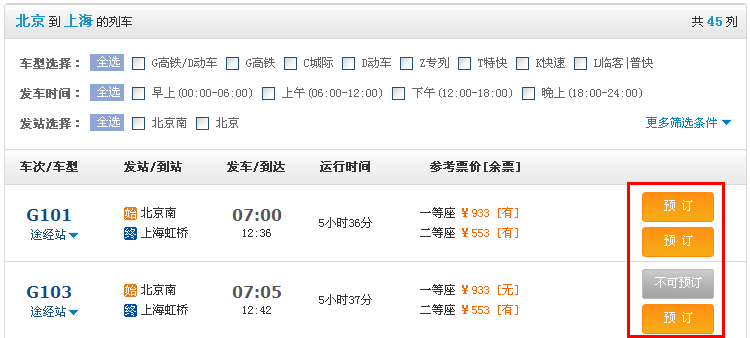 北京 到 上海 的列车 共 45 列
车型选择： 全选 G高铁/D动车 G高铁 C城际 D动车 Z专列 T特快 K快速 L临客|普快
发车时间： 全选 早上(00:00-06:00) 上午(06:00-12:00) 下午(12:00-18:00) 晚上(18:00-24:00)
发站选择： 全选 北京南 北京 更多筛选条件
车次/车型 发站/到站 发车/到达 运行时间 参考票价[余票]
G101 始 北京南 07:00 5小时36分 一等座 ¥933 [有] 预 订
途经站 终 上海虹桥 12:36 二等座 ¥553 [有] 预 订
G103 始 北京南 07:05 5小时37分 一等座 ¥933 [无] 不可预订
途经站 终 上海虹桥 12:42 二等座 ¥553 [有] 预 订